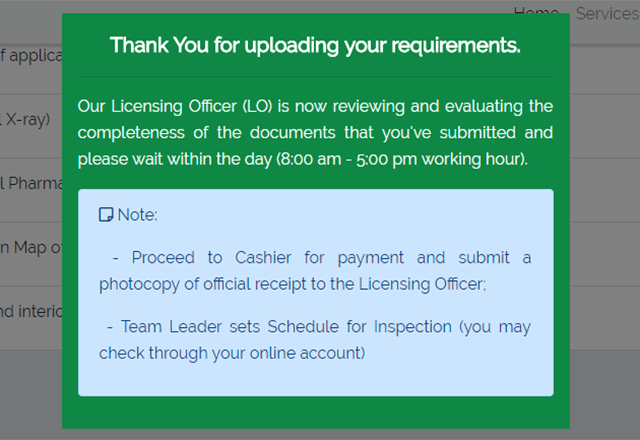 Home Services
Thank You for uploading your requirements.
f applica
Our Licensing Officer (LO) is now reviewing and evaluating the
X-ray)
completeness of the documents that you've submitted and
please wait within the day (8:00 am - 5:00 pm working hour).
l Pharma
Note:
n Map of
- Proceed to Cashier for payment and submit a
photocopy of official receipt to the Licensing Officer;
nd interio
- Team Leader sets Schedule for Inspection (you may
check through your online account)